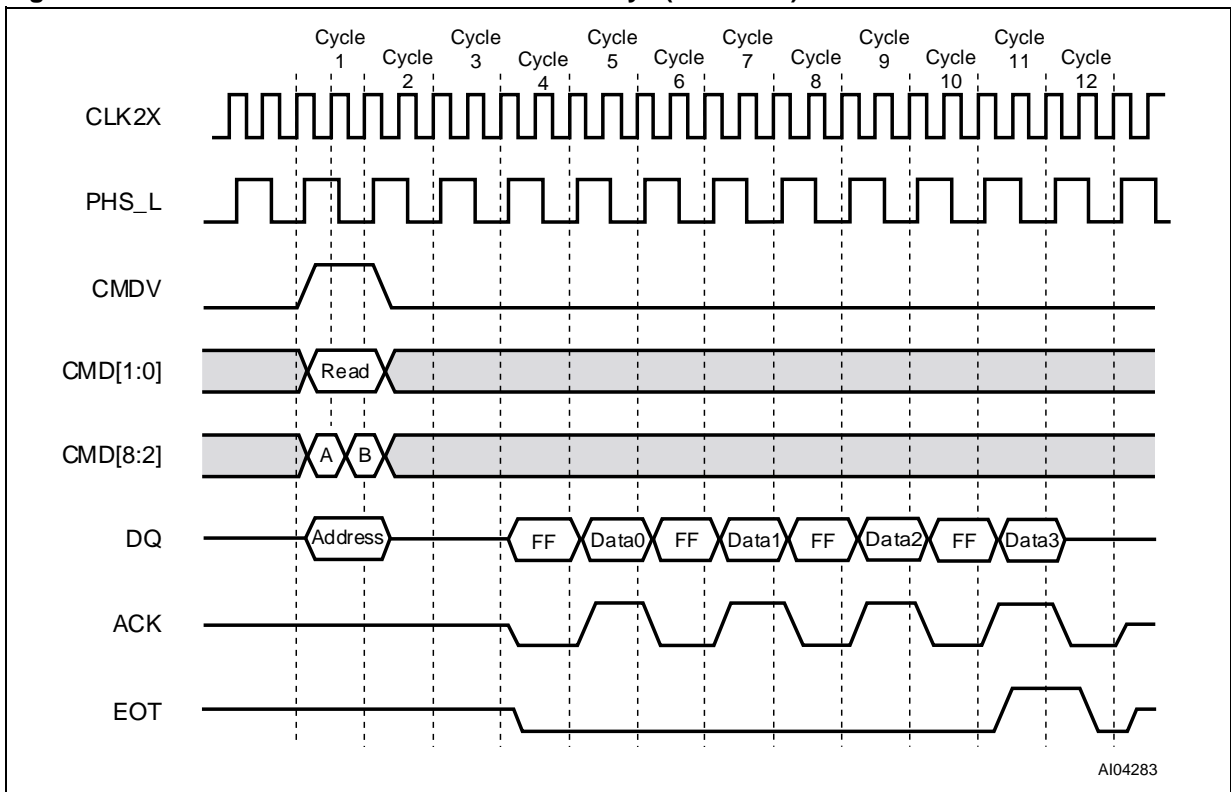 Cycle 1
Cycle 2
Cycle 3
Cycle 4
Cycle 5
Cycle 6
Cycle 7
Cycle 8
Cycle 9
Cycle 10
Cycle 11
Cycle 12
CLK2X
PHS_L
CMDV
CMD[1:0]
Read
CMD[8:2]
A B
DQ
Address FF Data0 FF Data1 FF Data2 FF Data3
ACK
EOT
AI04283